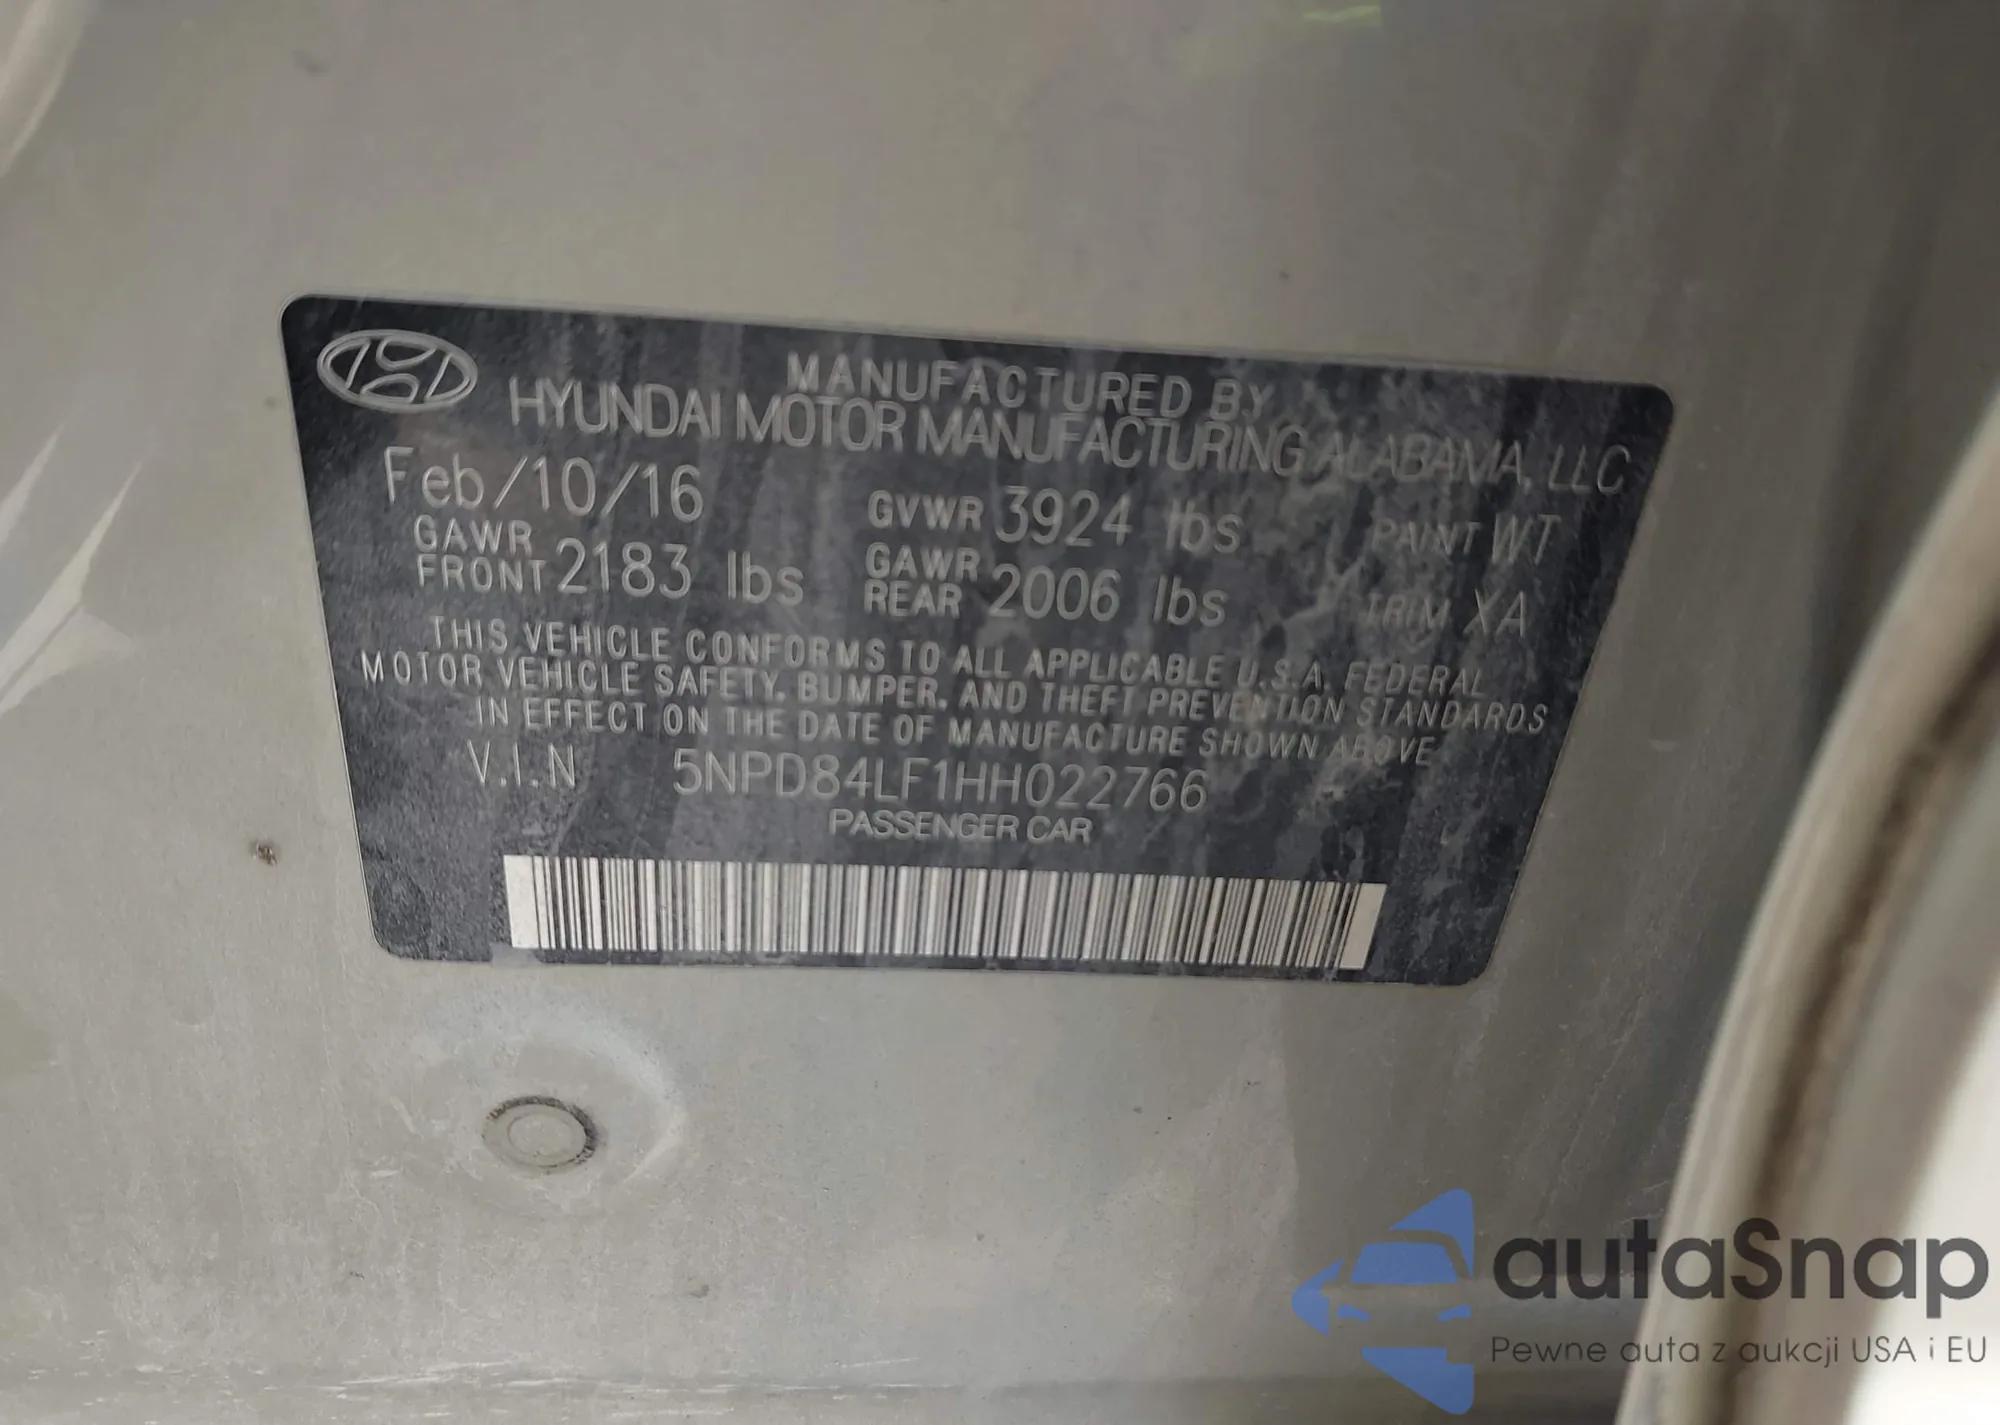 MANUFACTURED BY
HYUNDAI MOTOR MANUFACTURING ALABAMA, LLC
Feb/10/16 GVWR 3924 lbs PAINT WT
GAWR FRONT 2183 lbs GAWR REAR 2006 lbs TRIM XA
THIS VEHICLE CONFORMS TO ALL APPLICABLE U.S.A. FEDERAL
MOTOR VEHICLE SAFETY, BUMPER, AND THEFT PREVENTION STANDARDS
IN EFFECT ON THE DATE OF MANUFACTURE SHOWN ABOVE
V.I.N 5NPD84LF1HH022766
PASSENGER CAR
autaSnap
Pewne auta z aukcji USA i EU